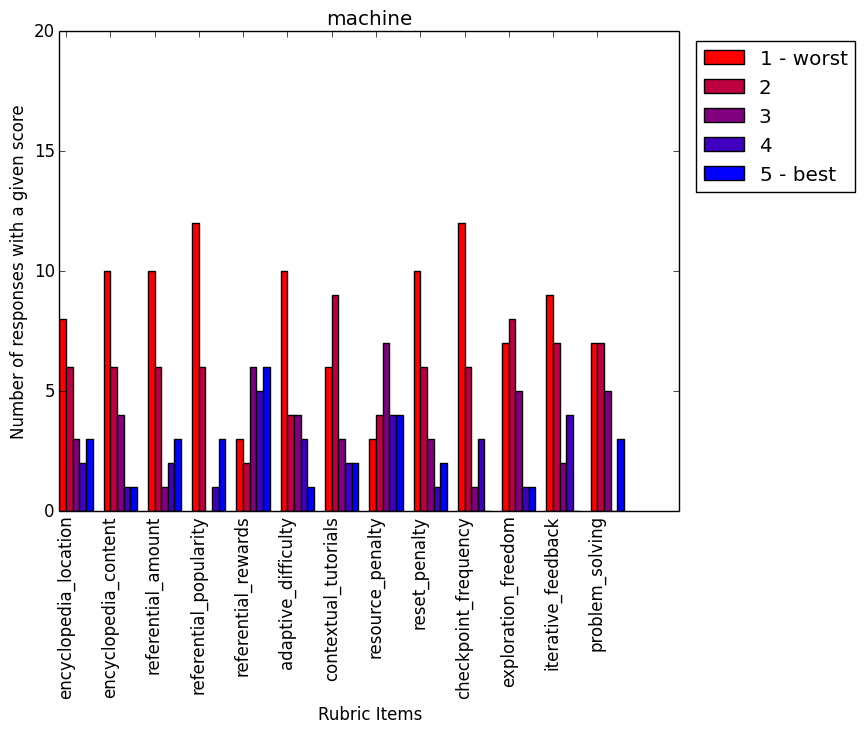 machine
20
15
10
5
0
Number of responses with a given score
1 - worst
2
3
4
5 - best
encyclopedia_location
encyclopedia_content
referential_amount
referential_popularity
referential_rewards
adaptive_difficulty
contextual_tutorials
resource_penalty
reset_penalty
checkpoint_frequency
exploration_freedom
iterative_feedback
problem_solving
Rubric Items